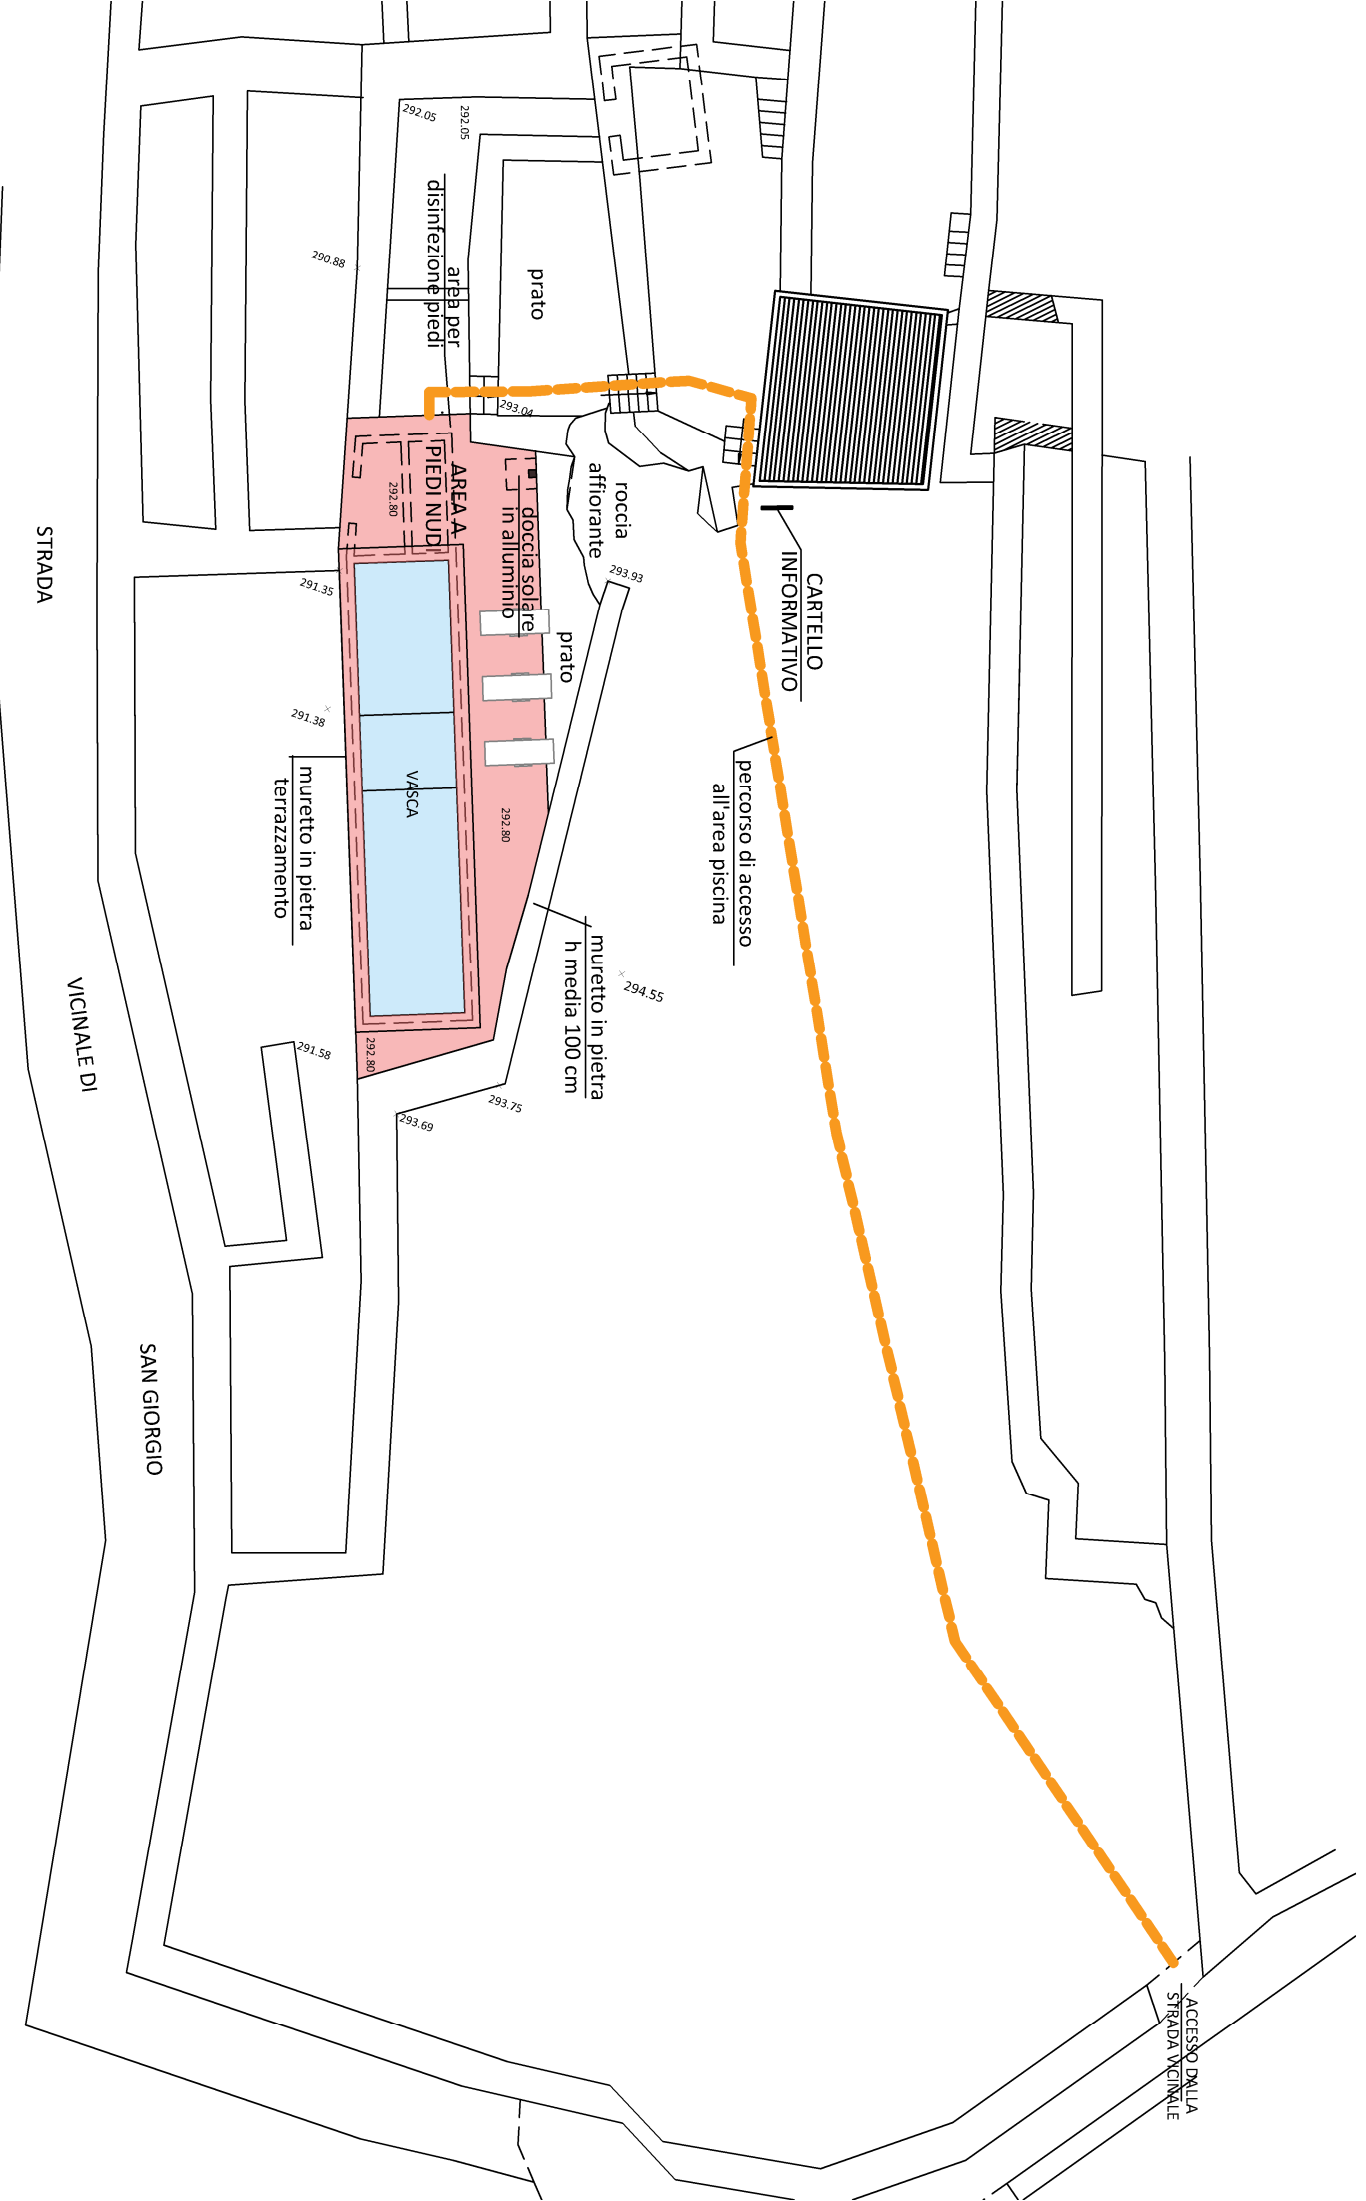 292.05
292.05
area per
disinfezione piedi
290.88
prato
293.04
AREA A
PIEDI NUDI
292.80
doccia solare
in alluminio
roccia
affiorante
293.93
CARTELLO
INFORMATIVO
prato
291.35
291.38
muretto in pietra
terrazzamento
VASCA
292.80
percorso di accesso
all'area piscina
muretto in pietra
h media 100 cm
294.55
291.58
292.80
293.75
293.69
STRADA
VICINALE DI
SAN GIORGIO
ACCESSO DALLA
STRADA VICINALE